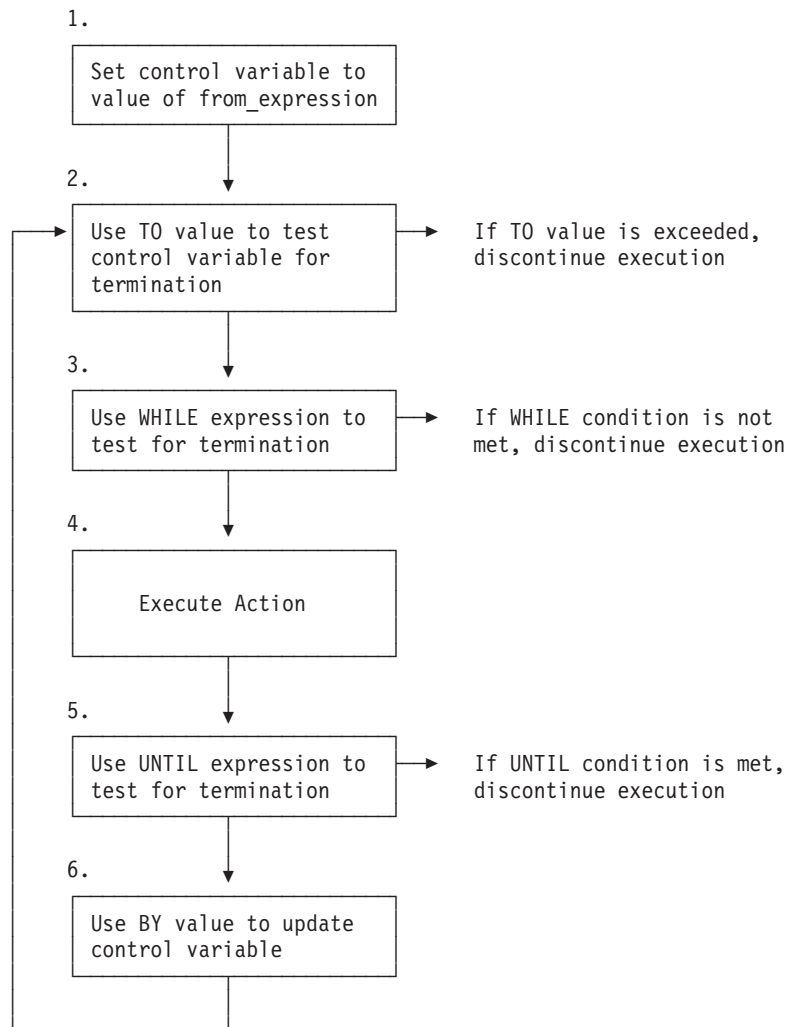 1.
Set control variable to
value of from_expression
2.
Use TO value to test
control variable for
termination
If TO value is exceeded,
discontinue execution
3.
Use WHILE expression to
test for termination
If WHILE condition is not
met, discontinue execution
4.
Execute Action
5.
Use UNTIL expression to
test for termination
If UNTIL condition is met,
discontinue execution
6.
Use BY value to update
control variable